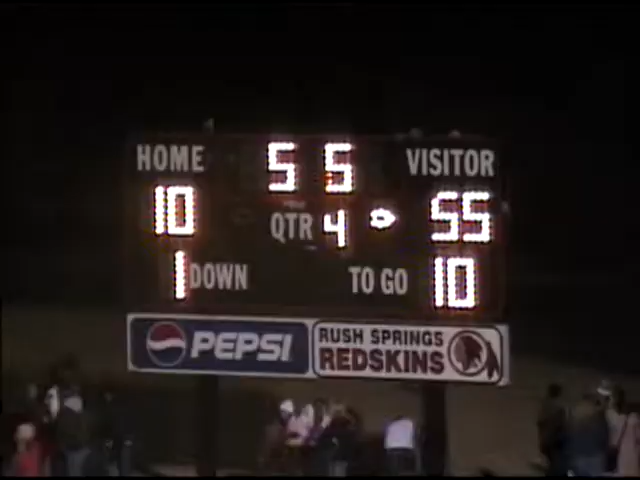 HOME 5 5 VISITOR
10 QTR 4 55
1 DOWN TO GO 10
PEPSI RUSH SPRINGS
REDSKINS